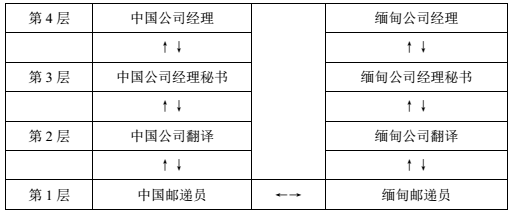 第 4 层 中国公司经理 缅甸公司经理
↑ ↓ ↑ ↓
第 3 层 中国公司经理秘书 缅甸公司经理秘书
↑ ↓ ↑ ↓
第 2 层 中国公司翻译 缅甸公司翻译
↑ ↓ ↑ ↓
第 1 层 中国邮递员 ←→ 缅甸邮递员